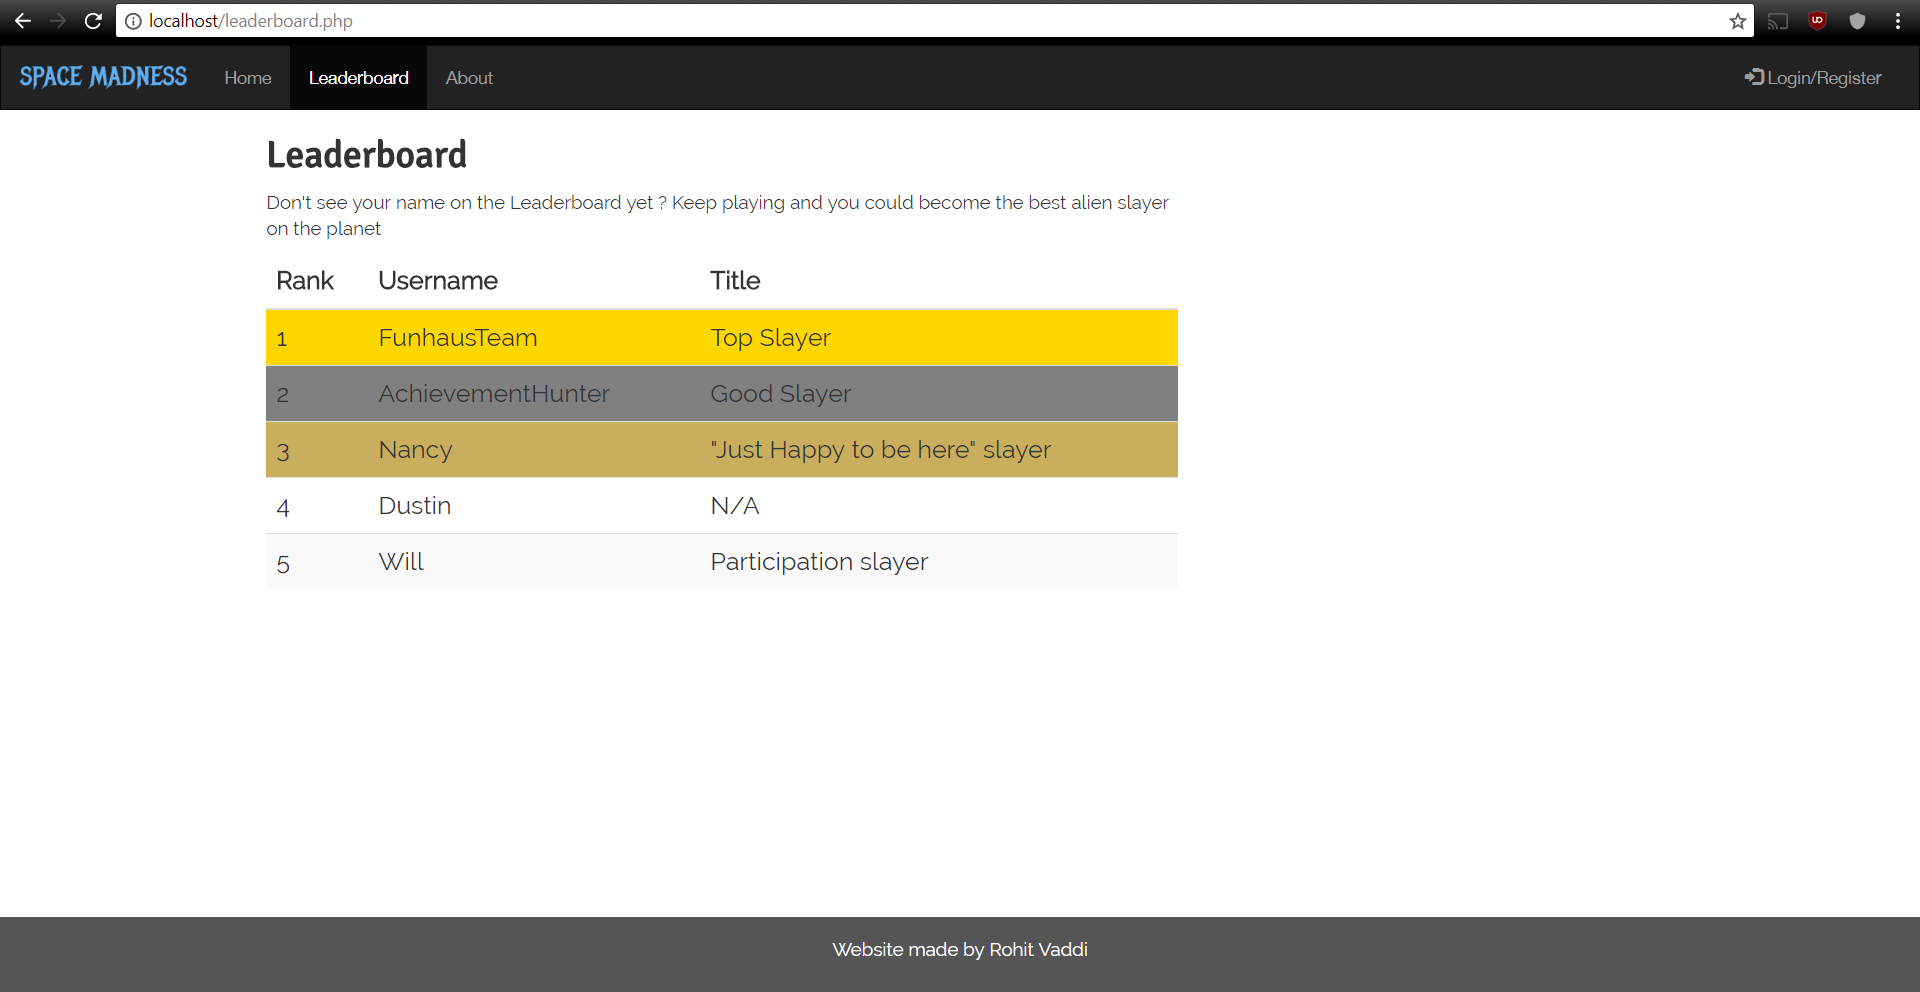 localhost/leaderboard.php
SPACE MADNESS Home Leaderboard About Login/Register
Leaderboard
Don't see your name on the Leaderboard yet ? Keep playing and you could become the best alien slayer
on the planet
Rank Username Title
1 FunhausTeam Top Slayer
2 AchievementHunter Good Slayer
3 Nancy "Just Happy to be here" slayer
4 Dustin N/A
5 Will Participation slayer
Website made by Rohit Vaddi